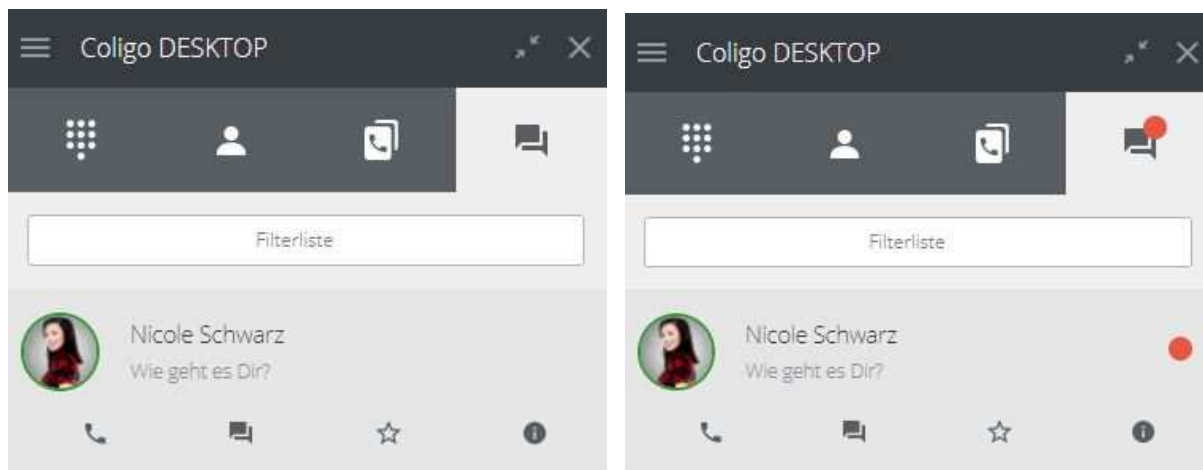 Coligo DESKTOP
Filterliste
Nicole Schwarz
Wie geht es Dir?
Coligo DESKTOP
Filterliste
Nicole Schwarz
Wie geht es Dir?